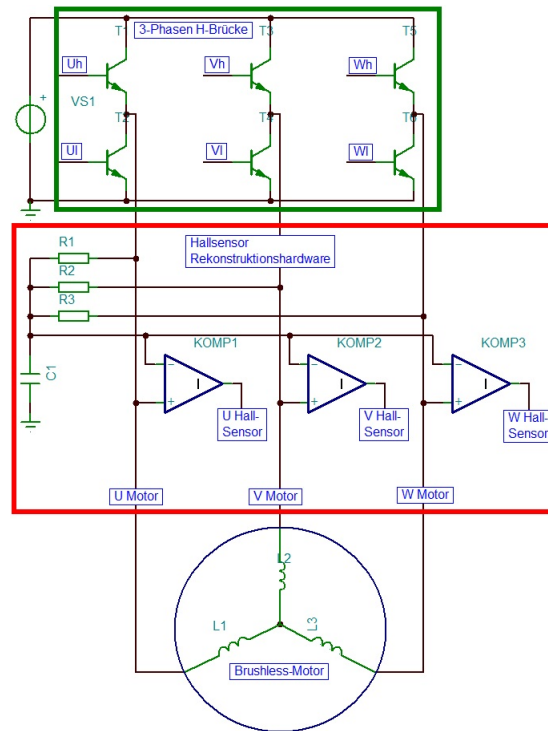 T1
3-Phasen H-Brücke
T3
T5
Uh
Vh
Wh
+
VS1
T2
T4
T6
Ul
Vl
Wl
R1
Hallsensor
Rekonstruktionshardware
R2
R3
KOMP1
KOMP2
KOMP3
C1
U Hall-
Sensor
V Hall-
Sensor
W Hall-
Sensor
U Motor
V Motor
W Motor
L2
L1
L3
Brushless-Motor